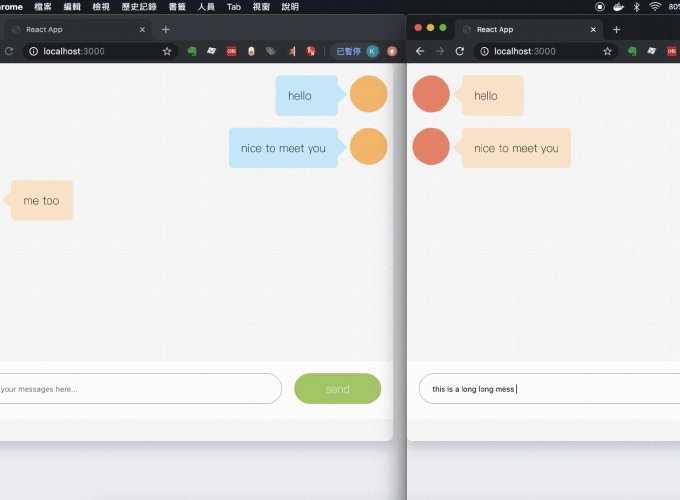 rome 檔案 編輯 檢視 歷史記錄 書籤 人員 Tab 視窗 說明 80%
React App
localhost:3000 已暫停 K
hello
nice to meet you
me too
your messages here...
send
React App
localhost:3000
hello
nice to meet you
this is a long long mess